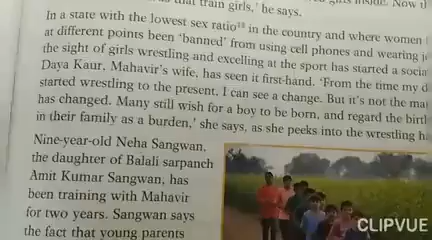 that train girls,' he says.
In a state with the lowest sex ratio in the country and where women
at different points been 'banned' from using cell phones and wearing
the sight of girls wrestling and excelling at the sport has started a
Daya Kaur, Mahavir's wife, has seen it first-hand. 'From the time my
started wrestling to the present, I can see a change. But it's not the
has changed. Many still wish for a boy to be born, and regard the
in their family as a burden,' she says, as she peeks into the wrestling
Nine-year-old Neha Sangwan,
the daughter of Balali sarpanch
Amit Kumar Sangwan, has
been training with Mahavir
for two years. Sangwan says
the fact that young parents
CLIPVUE